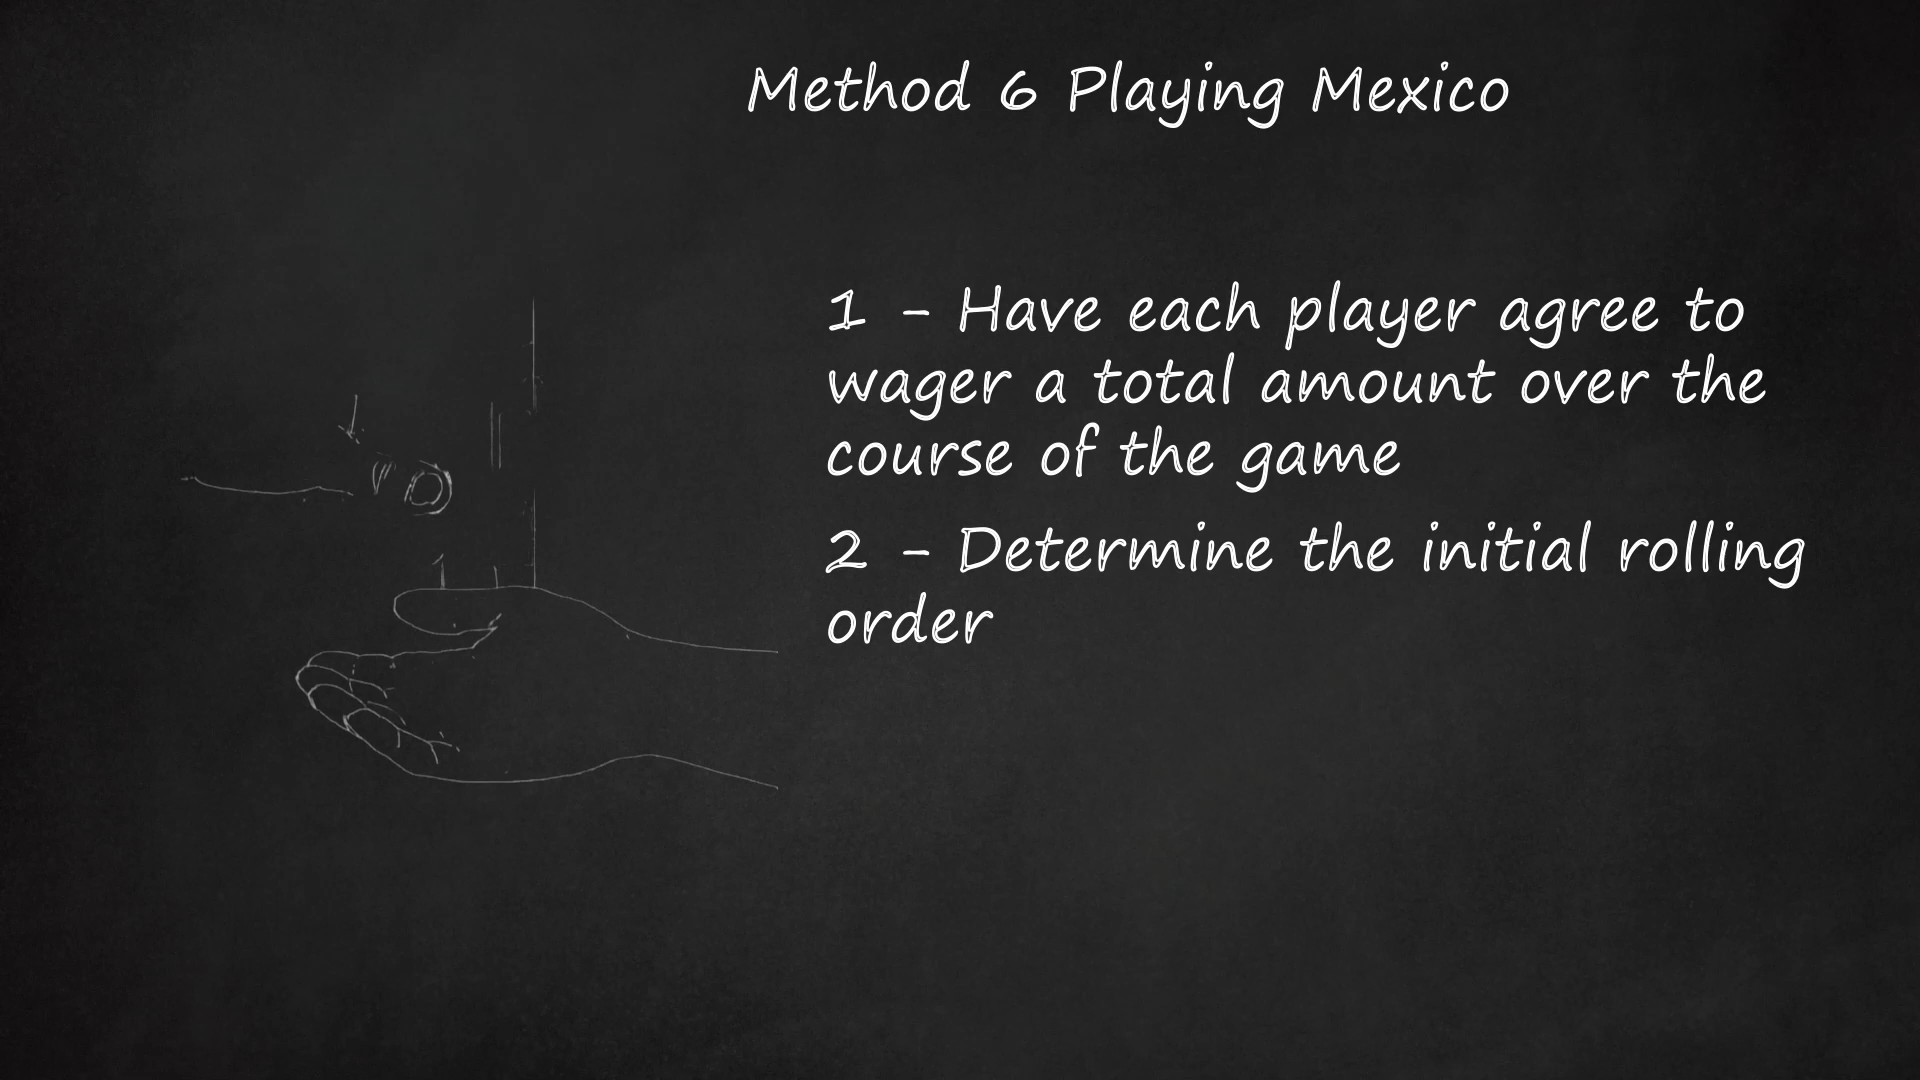 Method 6 Playing Mexico
1 - Have each player agree to
wager a total amount over the
course of the game
2 - Determine the initial rolling
order